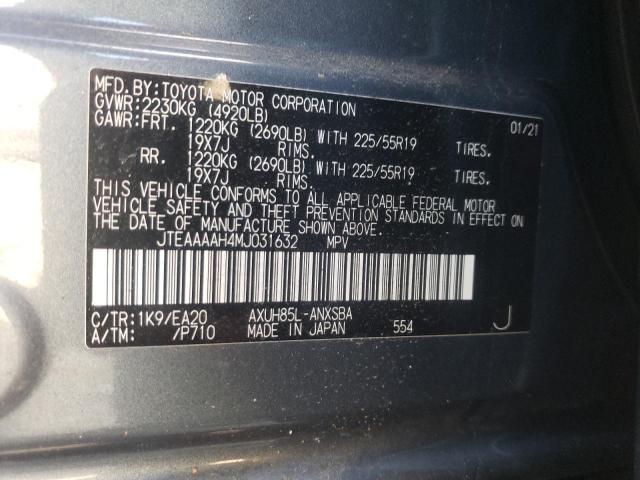 MFD. BY: TOYOTA MOTOR CORPORATION
GVWR: 2230KG (4920LB) 01/21
GAWR: FRT. 1220KG (2690LB) WITH 225/55R19 TIRES.
19X7J RIMS.
RR. 1220KG (2690LB) WITH 225/55R19 TIRES.
19X7J RIMS.
THIS VEHICLE CONFORMS TO ALL APPLICABLE FEDERAL MOTOR
VEHICLE SAFETY AND THEFT PREVENTION STANDARDS IN EFFECT ON
THE DATE OF MANUFACTURE SHOWN ABOVE.
JTEAAAAH4MJ031632 MPV
C/TR: 1K9/EA20 AXUH85L-ANXSBA
A/TM: /P710 MADE IN JAPAN 554 J